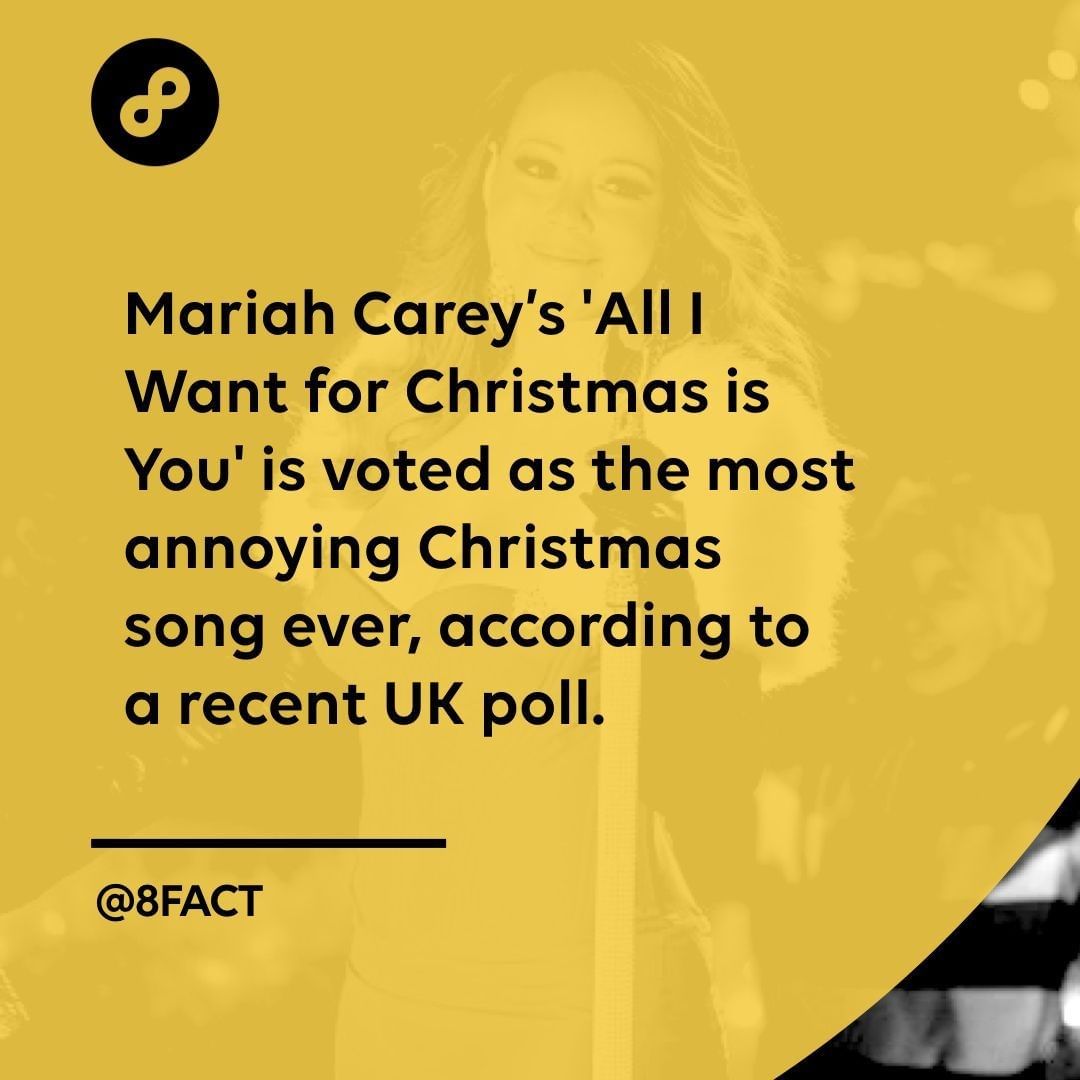 Mariah Carey's 'All I
Want for Christmas is
You' is voted as the most
annoying Christmas
song ever, according to
a recent UK poll.
@8FACT